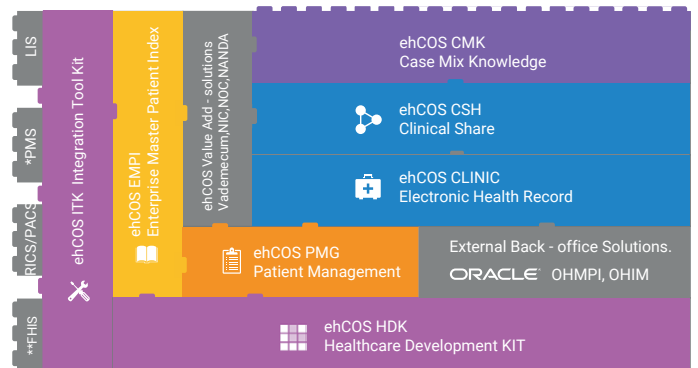 LIS
*PMS
RICS/PACS
**FHIS
ehCOS ITK Integration Tool Kit
ehCOS EMPI
Enterprise Master Patient Index
ehCOS Value Add - solutions
Vademecum,NIC,NOC,NANDA
ehCOS CMK
Case Mix Knowledge
ehCOS CSH
Clinical Share
ehCOS CLINIC
Electronic Health Record
ehCOS PMG
Patient Management
External Back - office Solutions.
ORACLE OHMPI, OHIM
ehCOS HDK
Healthcare Development KIT